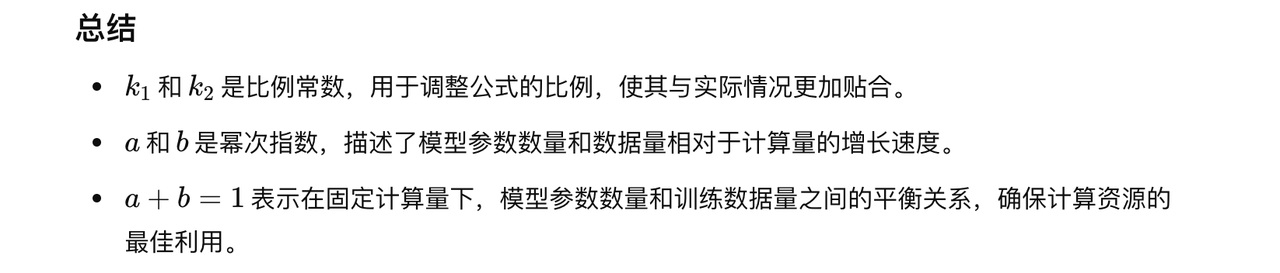 总结
• k₁ 和 k₂ 是比例常数，用于调整公式的比例，使其与实际情况更加贴合。
• a 和 b 是幂次指数，描述了模型参数数量和数据量相对于计算量的增长速度。
• a + b = 1 表示在固定计算量下，模型参数数量和训练数据量之间的平衡关系，确保计算资源的
最佳利用。